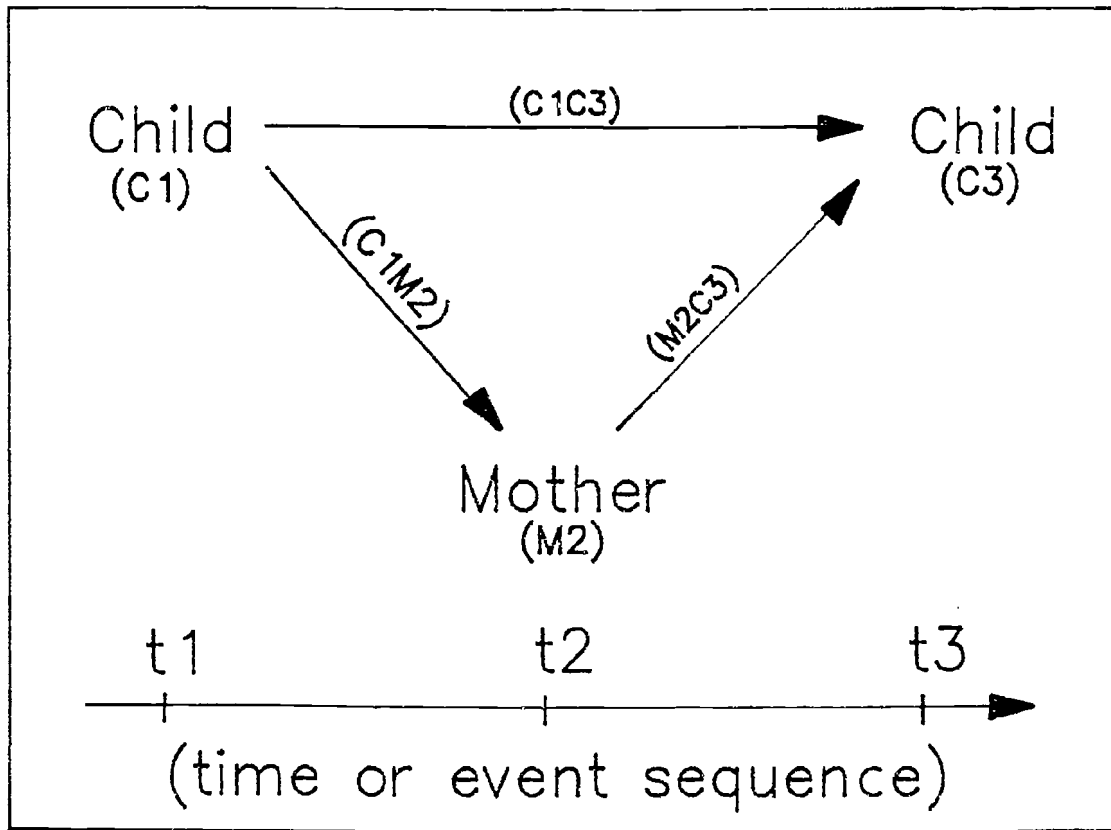 (C1C3)
Child
(C1)
Child
(C3)
(C1M2)
(M2C3)
Mother
(M2)
t1 t2 t3
(time or event sequence)